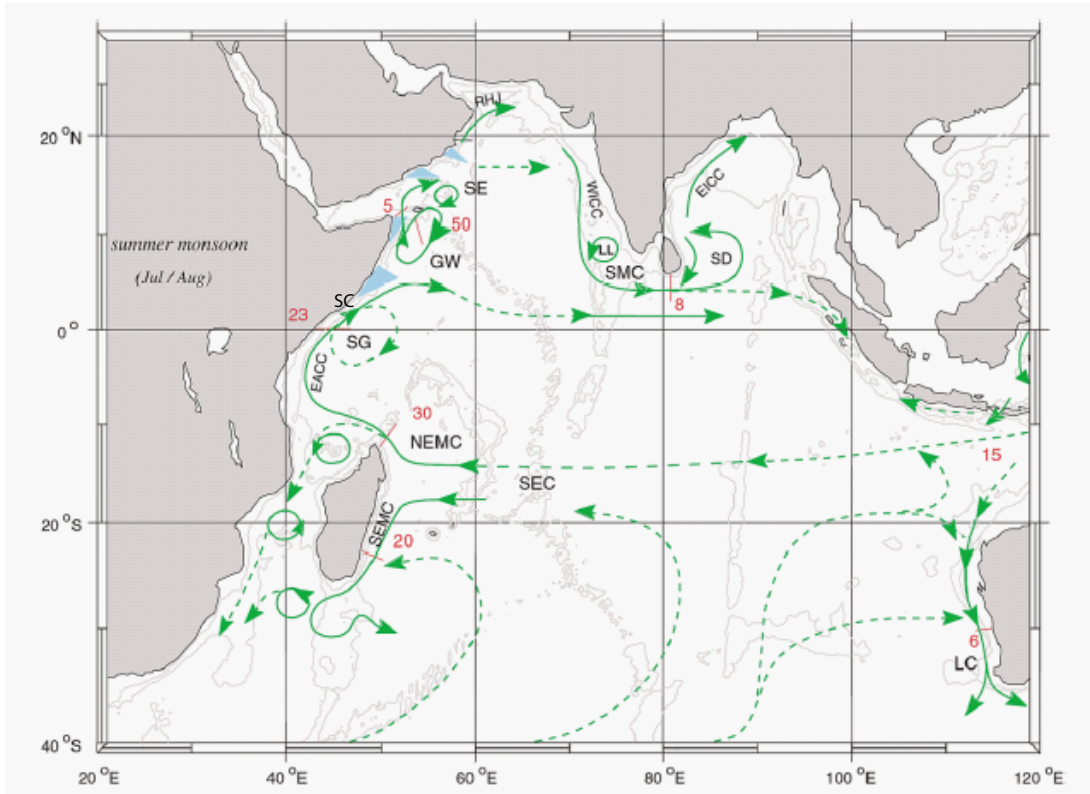 RHJ
20 °N
SE
WICC
EICC
5
50
summer monsoon
(Jul / Aug)
GW
LL
SMC
SD
SC
8
23
0°
SG
EACC
30
NEMC
15
SEC
20 °S
SEMC
20
6
LC
40 °S
20 °E
40 °E
60 °E
80 °E
100 °E
120 °E